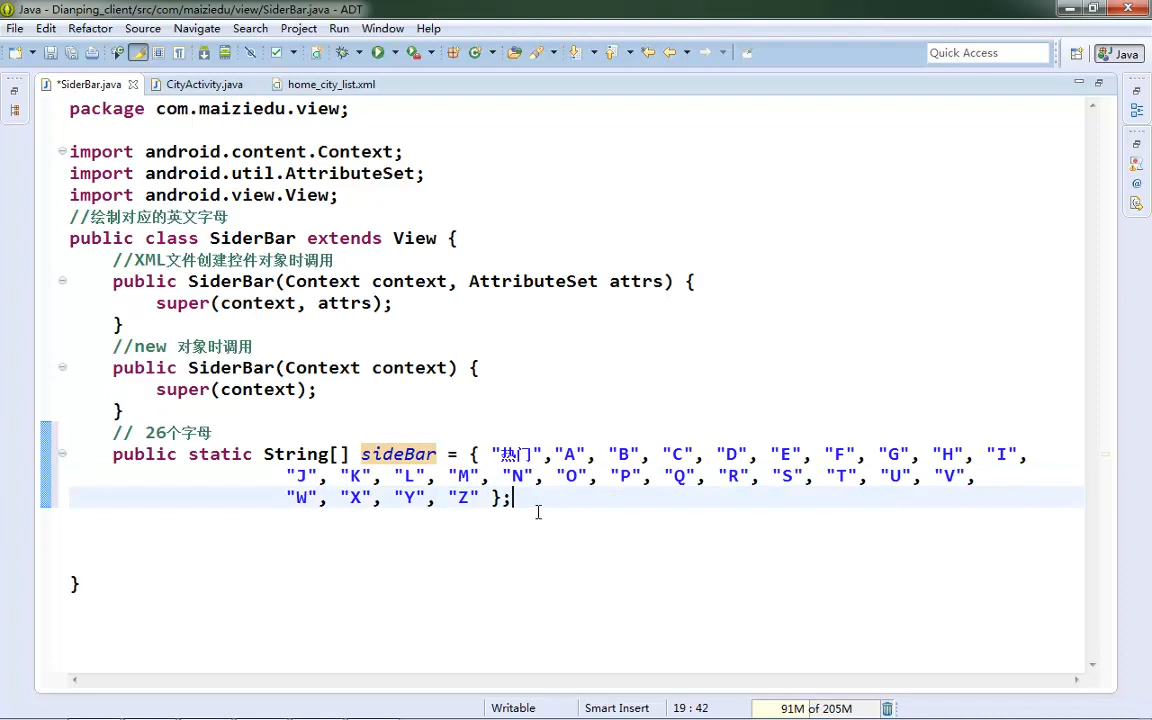 Java - Dianping_client/src/com/maiziedu/view/SiderBar.java - ADT
File Edit Refactor Source Navigate Search Project Run Window Help
Quick Access
Java
*SiderBar.java CityActivity.java home_city_list.xml
package com.maiziedu.view;
import android.content.Context;
import android.util.AttributeSet;
import android.view.View;
//绘制对应的英文字母
public class SiderBar extends View {
//XML文件创建控件对象时调用
public SiderBar(Context context, AttributeSet attrs) {
super(context, attrs);
}
//new 对象时调用
public SiderBar(Context context) {
super(context);
}
// 26个字母
public static String[] sideBar = { "热门","A", "B", "C", "D", "E", "F", "G", "H", "I",
"J", "K", "L", "M", "N", "O", "P", "Q", "R", "S", "T", "U", "V",
"W", "X", "Y", "Z" };
}
Writable Smart Insert 19 : 42 91M of 205M